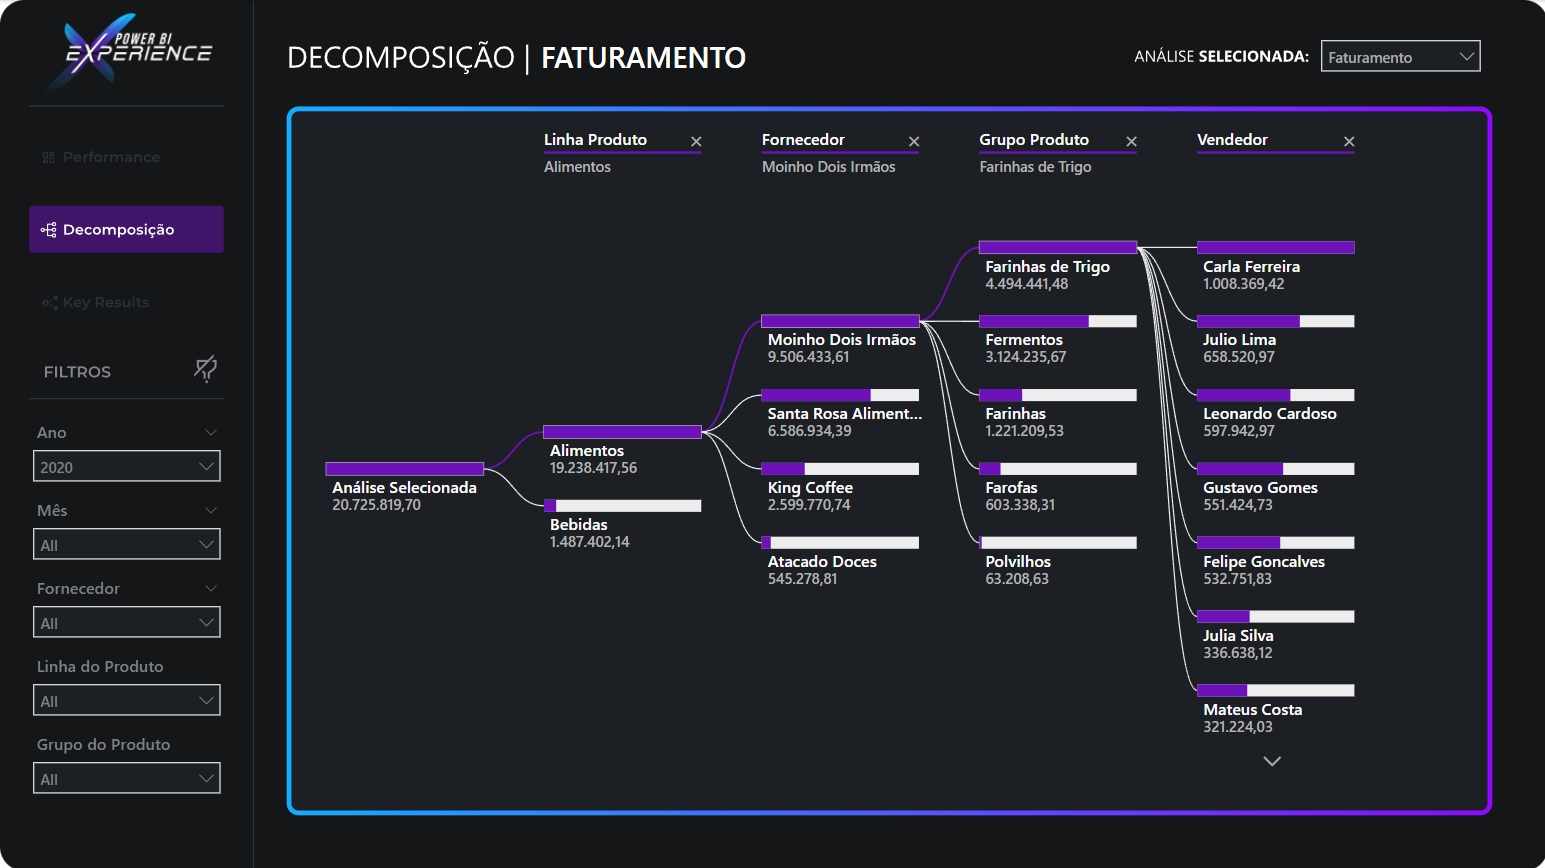 POWER BI
EXPERIENCE
Performance
Decomposição
Key Results
FILTROS
Ano
2020
Mês
All
Fornecedor
All
Linha do Produto
All
Grupo do Produto
All
DECOMPOSIÇÃO | FATURAMENTO
ANÁLISE SELECIONADA:
Faturamento
Linha Produto
Alimentos
Fornecedor
Moinho Dois Irmãos
Grupo Produto
Farinhas de Trigo
Vendedor
Análise Selecionada
20.725.819,70
Alimentos
19.238.417,56
Bebidas
1.487.402,14
Moinho Dois Irmãos
9.506.433,61
Santa Rosa Aliment...
6.586.934,39
King Coffee
2.599.770,74
Atacado Doces
545.278,81
Farinhas de Trigo
4.494.441,48
Fermentos
3.124.235,67
Farinhas
1.221.209,53
Farofas
603.338,31
Polvilhos
63.208,63
Carla Ferreira
1.008.369,42
Julio Lima
658.520,97
Leonardo Cardoso
597.942,97
Gustavo Gomes
551.424,73
Felipe Goncalves
532.751,83
Julia Silva
336.638,12
Mateus Costa
321.224,03